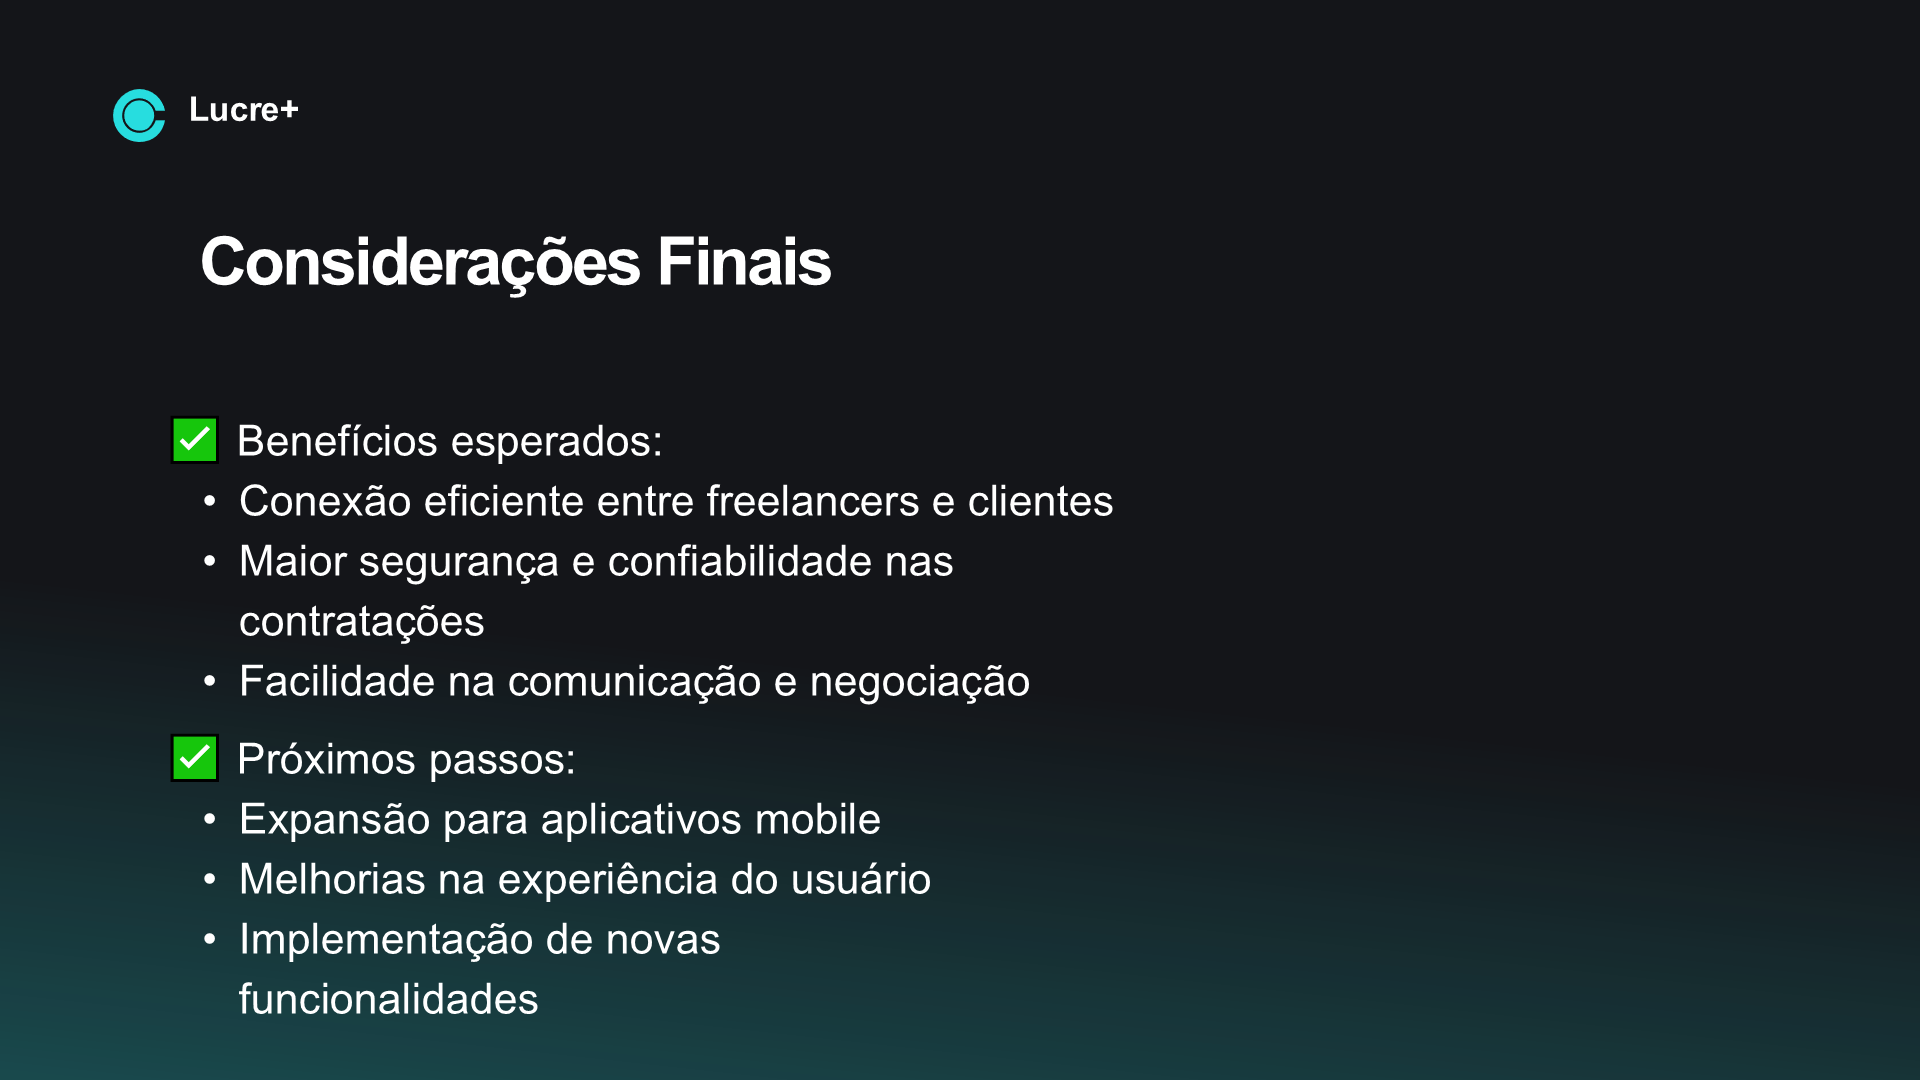 Lucre+
Considerações Finais
✅ Benefícios esperados:
• Conexão eficiente entre freelancers e clientes
• Maior segurança e confiabilidade nas
contratações
• Facilidade na comunicação e negociação
✅ Próximos passos:
• Expansão para aplicativos mobile
• Melhorias na experiência do usuário
• Implementação de novas
funcionalidades